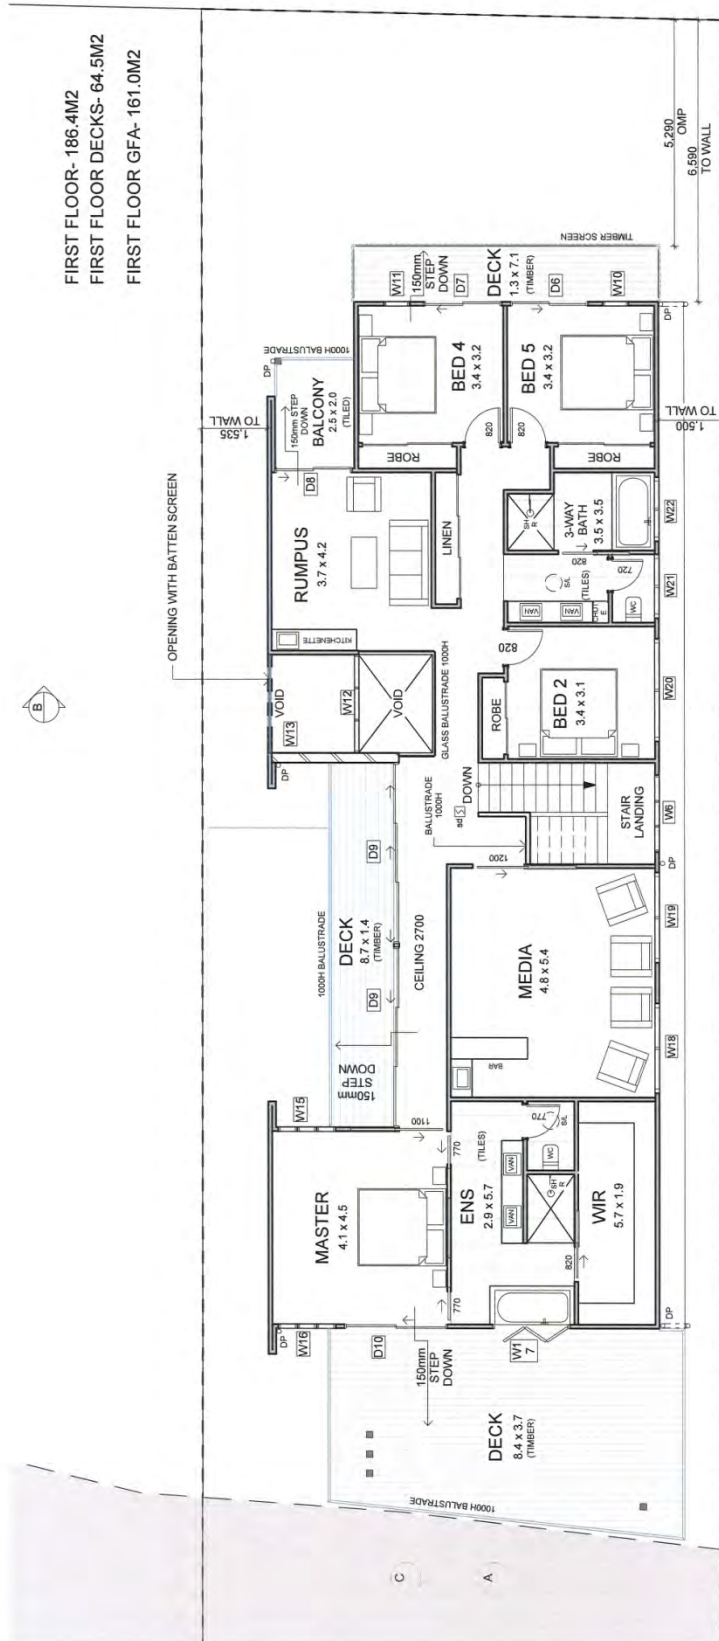 FIRST FLOOR- 186.4M2
FIRST FLOOR DECKS- 64.5M2
FIRST FLOOR GFA- 161.0M2
B
OPENING WITH BATTEN SCREEN
1,535
TO WALL
5,290
OMP
6,590
TO WALL
1,500
TO WALL
TIMBER SCREEN
1000H BALUSTRADE
DP
150mm STEP
DOWN
BALCONY
2.5 x 2.0
(TILED)
D8
RUMPUS
3.7 x 4.2
KITCHENETTE
LINEN
W11
150mm
STEP
DOWN
D7
DECK
1.3 x 7.1
(TIMBER)
D6
W10
DP
BED 4
3.4 x 3.2
ROBE
820
BED 5
3.4 x 3.2
ROBE
820
SH
R
3-WAY
BATH
3.5 x 3.5
W22
820
S/L
(TILES)
VAN
VAN
CHUT
E
720
WC
W21
VOID
W13
W12
VOID
GLASS BALUSTRADE 1000H
820
ROBE
BED 2
3.4 x 3.1
W20
DP
1000H BALUSTRADE
D9
DECK
8.7 x 1.4
(TIMBER)
D9
150mm
STEP
DOWN
CEILING 2700
BALUSTRADE
1000H
sd
DOWN
STAIR
LANDING
W6
DP
1200
MEDIA
4.8 x 5.4
BAR
W19
W18
W15
1100
MASTER
4.1 x 4.5
W16
DP
D10
770
770
ENS
2.9 x 5.7
(TILES)
VAN
VAN
770
S/L
WC
SH
R
820
WIR
5.7 x 1.9
W1
7
DP
150mm
STEP
DOWN
DECK
8.4 x 3.7
(TIMBER)
1000H BALUSTRADE
C
A